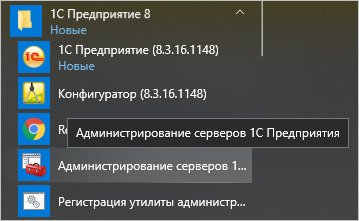 1С Предприятие 8
Новые
1С Предприятие (8.3.16.1148)
Новые
Конфигуратор (8.3.16.1148)
Re
Администрирование серверов 1С Предприятия
Администрирование серверов 1...
Регистрация утилиты администр...